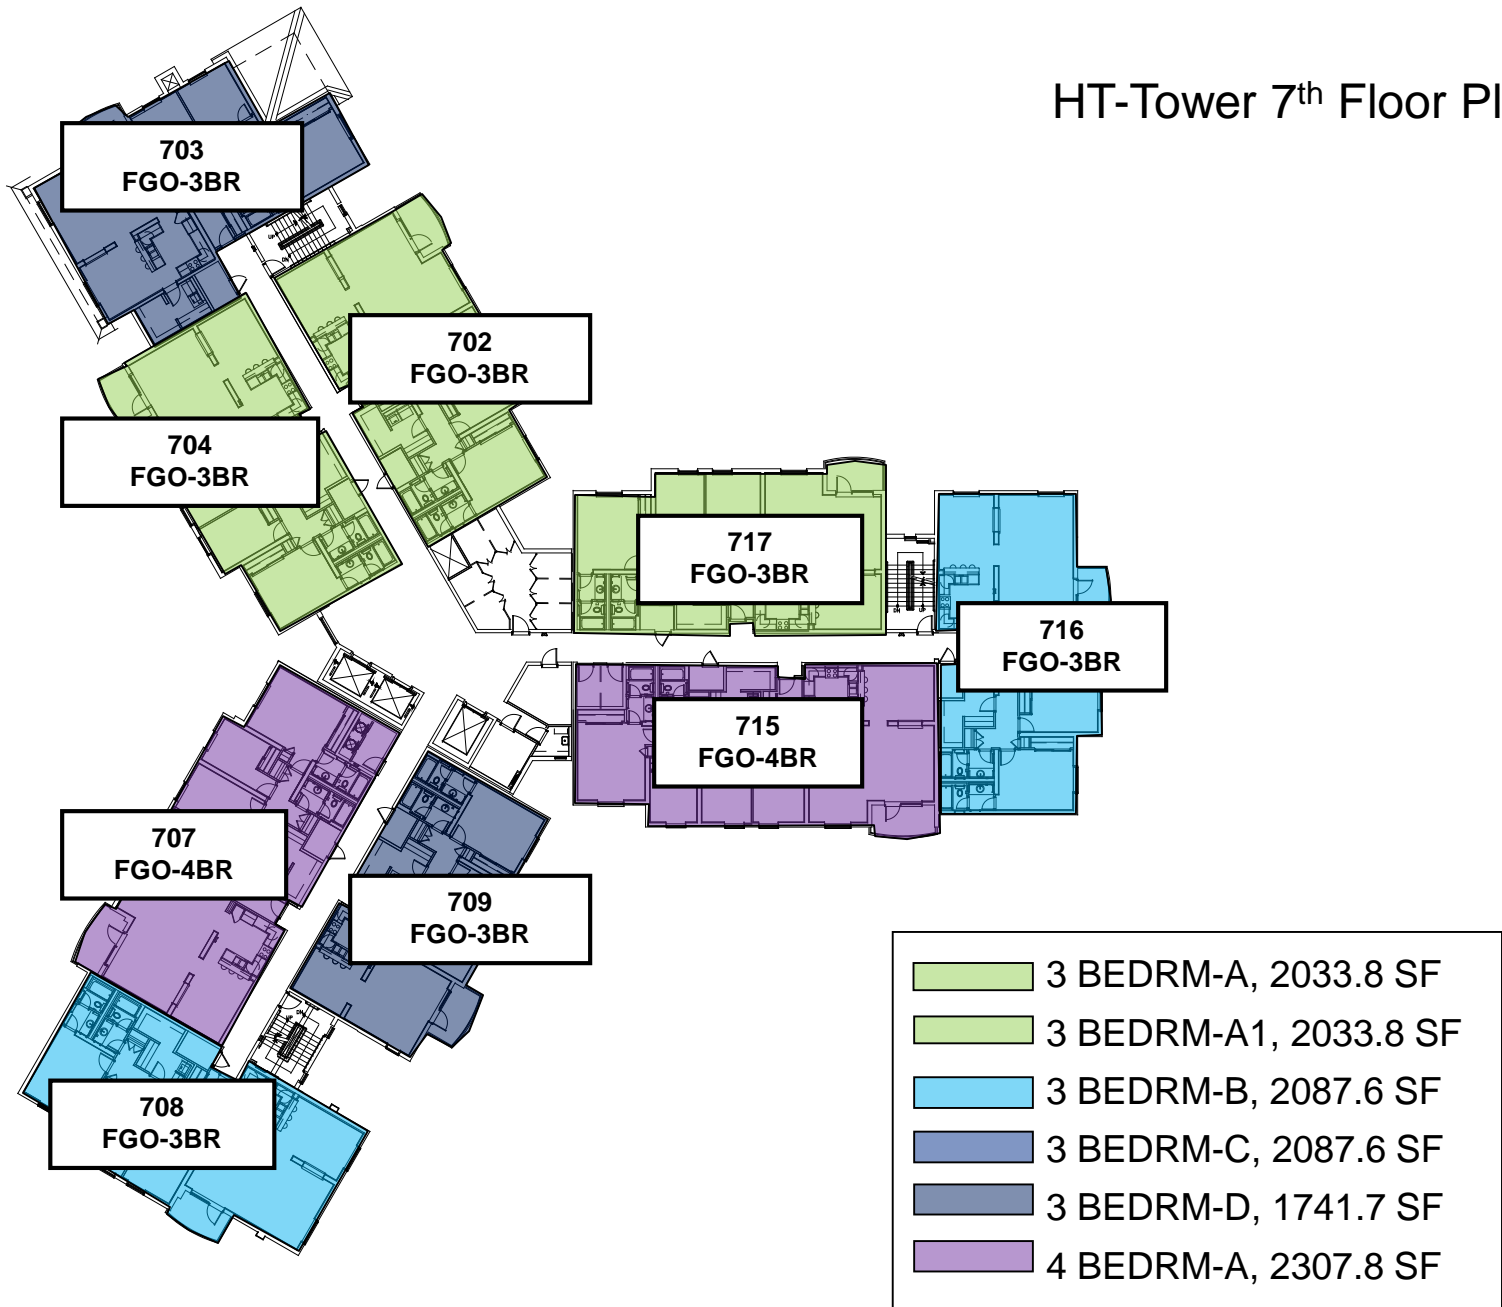 HT-Tower 7th Floor Pl
703
FGO-3BR
702
FGO-3BR
704
FGO-3BR
717
FGO-3BR
716
FGO-3BR
715
FGO-4BR
707
FGO-4BR
709
FGO-3BR
708
FGO-3BR
3 BEDRM-A, 2033.8 SF
3 BEDRM-A1, 2033.8 SF
3 BEDRM-B, 2087.6 SF
3 BEDRM-C, 2087.6 SF
3 BEDRM-D, 1741.7 SF
4 BEDRM-A, 2307.8 SF